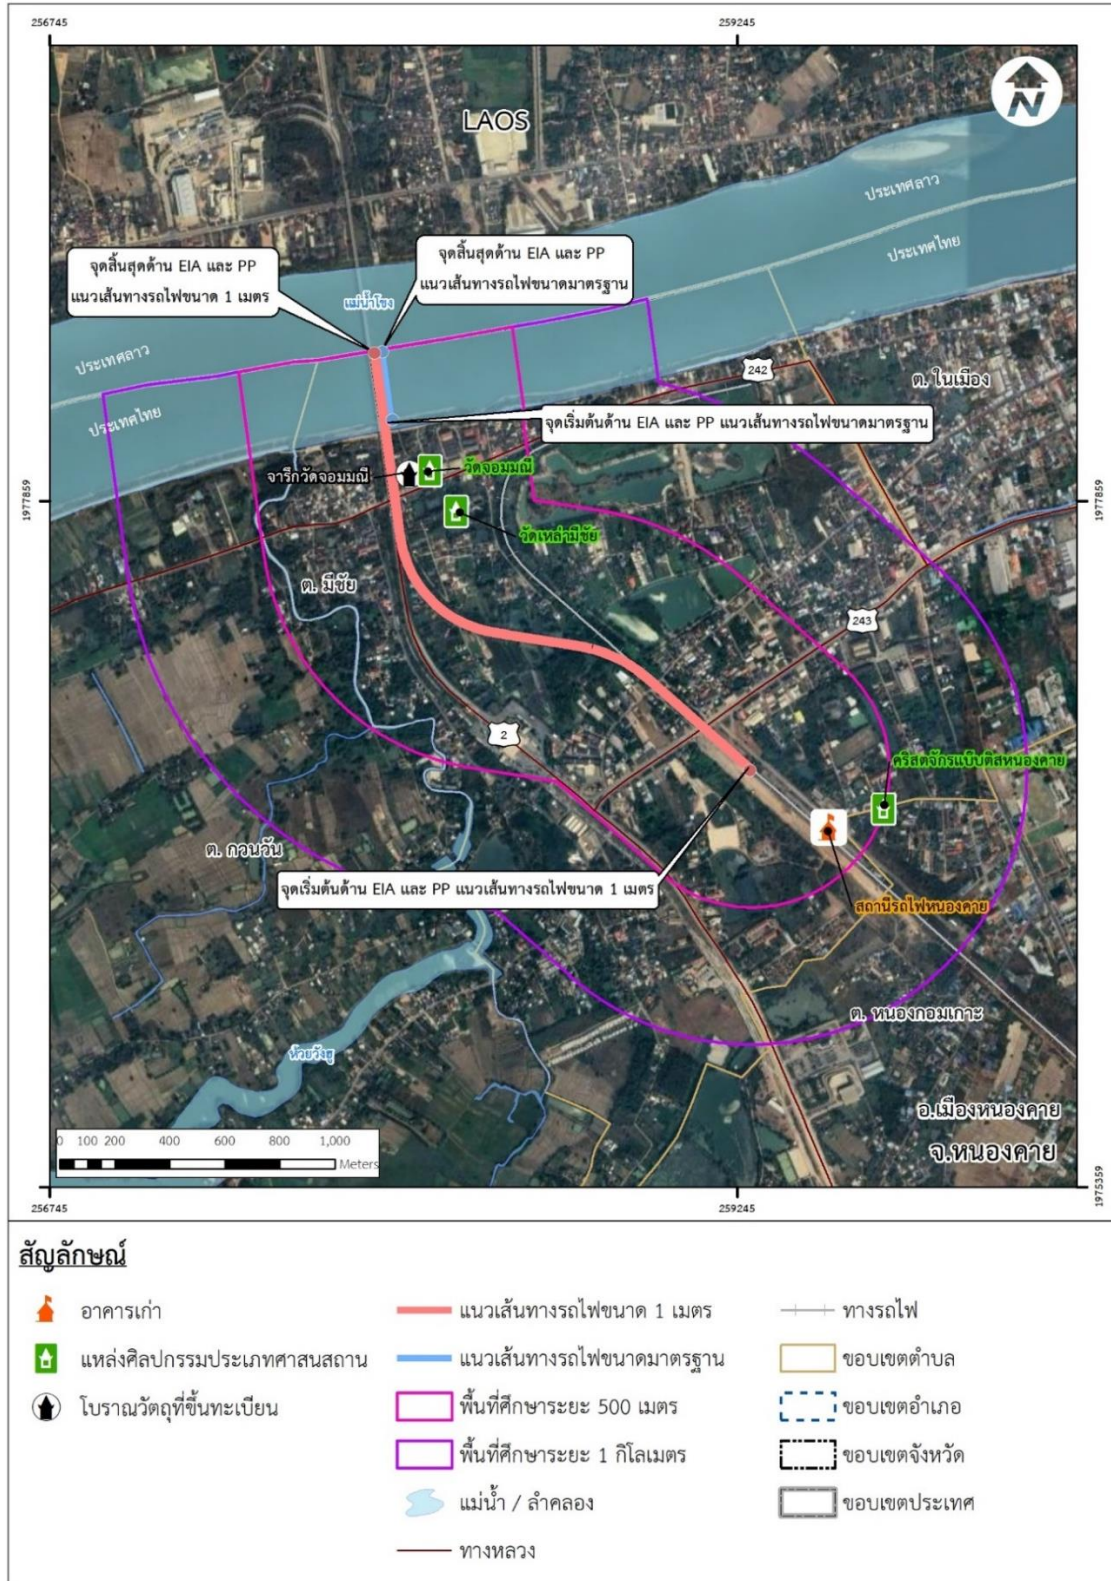 256745
259245
LAOS
N
ประเทศลาว
ประเทศไทย
จุดสิ้นสุดด้าน EIA และ PP
แนวเส้นทางรถไฟขนาด 1 เมตร
จุดสิ้นสุดด้าน EIA และ PP
แนวเส้นทางรถไฟขนาดมาตรฐาน
แม่น้ำโขง
ประเทศลาว
ประเทศไทย
242
ต. ในเมือง
จุดเริ่มต้นด้าน EIA และ PP แนวเส้นทางรถไฟขนาดมาตรฐาน
จารึกวัดจอมมณี
วัดจอมมณี
1977859
1977859
วัดเหล่ามีชัย
ต. มีชัย
243
2
คริสตจักรแบ๊บติสหนองคาย
ต. กวนวัน
จุดเริ่มต้นด้าน EIA และ PP แนวเส้นทางรถไฟขนาด 1 เมตร
สถานีรถไฟหนองคาย
ต. หนองกอมเกาะ
ห้วยวังฮู
อ.เมืองหนองคาย
จ.หนองคาย
0 100 200 400 600 800 1,000
Meters
1975359
256745
259245
สัญลักษณ์
อาคารเก่า
แนวเส้นทางรถไฟขนาด 1 เมตร
ทางรถไฟ
แหล่งศิลปกรรมประเภทศาสนสถาน
แนวเส้นทางรถไฟขนาดมาตรฐาน
ขอบเขตตำบล
โบราณวัตถุที่ขึ้นทะเบียน
พื้นที่ศึกษาระยะ 500 เมตร
ขอบเขตอำเภอ
พื้นที่ศึกษาระยะ 1 กิโลเมตร
ขอบเขตจังหวัด
แม่น้ำ / ลำคลอง
ขอบเขตประเทศ
ทางหลวง